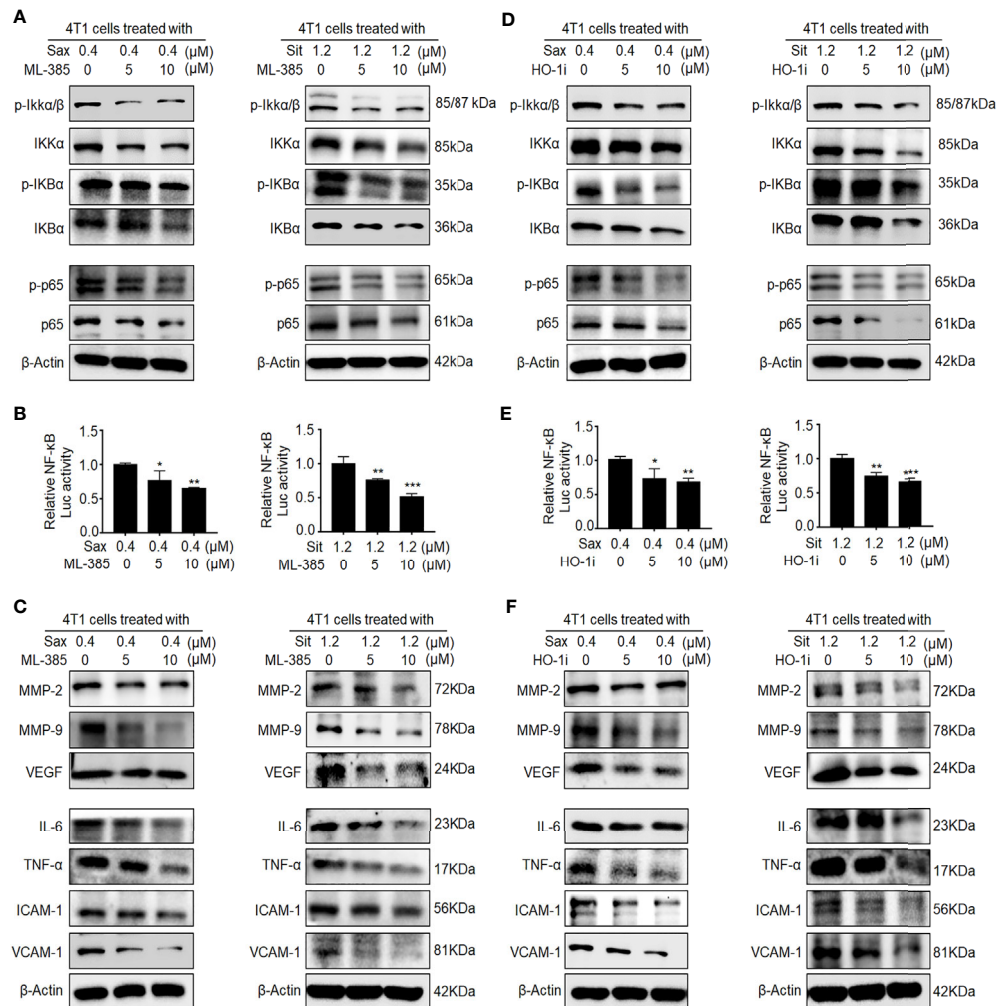 A
4T1 cells treated with
Sax 0.4 0.4 0.4 (μM)
ML-385 0 5 10 (μM)
p-Ikkα/β
IKKα
p-IKBα
IKBα
p-p65
p65
β-Actin
4T1 cells treated with
Sit 1.2 1.2 1.2 (μM)
ML-385 0 5 10 (μM)
p-Ikkα/β 85/87 kDa
IKKα 85kDa
p-IKBα 35kDa
IKBα 36kDa
p-p65 65kDa
p65 61kDa
β-Actin 42kDa
B
Relative NF-κB
Luc activity
1.5
1.0
0.5
0.0
* **
Sax 0.4 0.4 0.4 (μM)
ML-385 0 5 10 (μM)
Relative NF-κB
Luc activity
1.5
1.0
0.5
0.0
** ***
Sit 1.2 1.2 1.2 (μM)
ML-385 0 5 10 (μM)
C
4T1 cells treated with
Sax 0.4 0.4 0.4 (μM)
ML-385 0 5 10 (μM)
MMP-2
MMP-9
VEGF
IL-6
TNF-α
ICAM-1
VCAM-1
β-Actin
4T1 cells treated with
Sit 1.2 1.2 1.2 (μM)
ML-385 0 5 10 (μM)
MMP-2 72KDa
MMP-9 78KDa
VEGF 24KDa
IL-6 23KDa
TNF-α 17KDa
ICAM-1 56KDa
VCAM-1 81KDa
β-Actin 42KDa
D
4T1 cells treated with
Sax 0.4 0.4 0.4 (μM)
HO-1i 0 5 10 (μM)
p-Ikkα/β
IKKα
p-IKBα
IKBα
p-p65
p65
β-Actin
4T1 cells treated with
Sit 1.2 1.2 1.2 (μM)
HO-1i 0 5 10 (μM)
p-Ikkα/β 85/87kDa
IKKα 85kDa
p-IKBα 35kDa
IKBα 36kDa
p-p65 65kDa
p65 61kDa
β-Actin 42kDa
E
Relative NF-κB
Luc activity
1.5
1.0
0.5
0.0
* **
Sax 0.4 0.4 0.4 (μM)
HO-1i 0 5 10 (μM)
Relative NF-κB
Luc activity
1.5
1.0
0.5
0.0
** ***
Sit 1.2 1.2 1.2 (μM)
HO-1i 0 5 10 (μM)
F
4T1 cells treated with
Sax 0.4 0.4 0.4 (μM)
HO-1i 0 5 10 (μM)
MMP-2
MMP-9
VEGF
IL-6
TNF-α
ICAM-1
VCAM-1
β-Actin
4T1 cells treated with
Sit 1.2 1.2 1.2 (μM)
HO-1i 0 5 10 (μM)
MMP-2 72KDa
MMP-9 78KDa
VEGF 24KDa
IL-6 23KDa
TNF-α 17KDa
ICAM-1 56KDa
VCAM-1 81KDa
β-Actin 42KDa